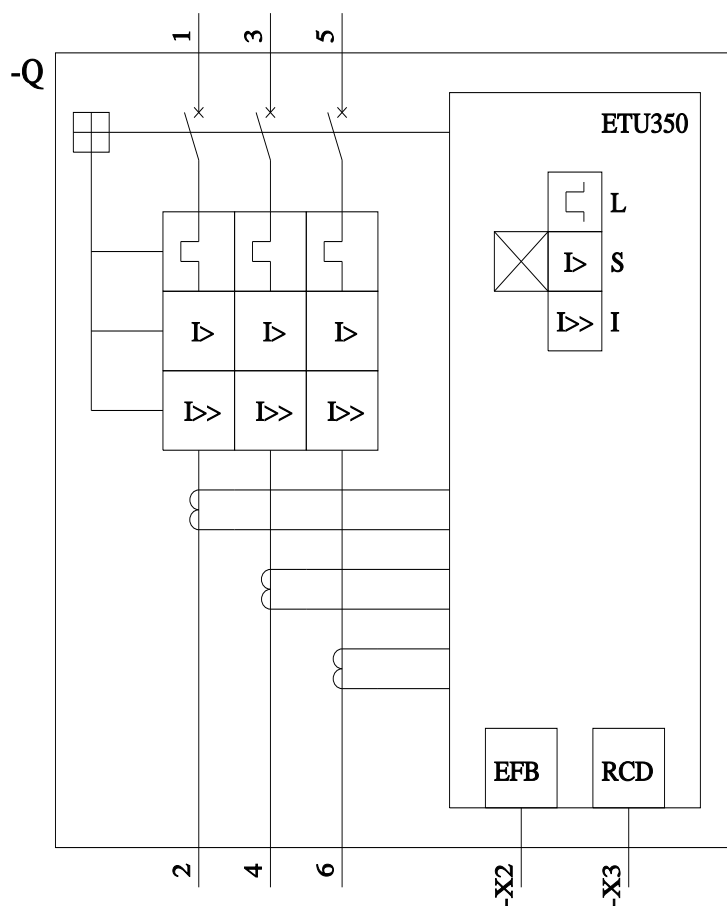 1 3 5
-Q
ETU350
L
I> S
I>> I
I> I> I>
I>> I>> I>>
EFB RCD
2 4 6 -X2 -X3